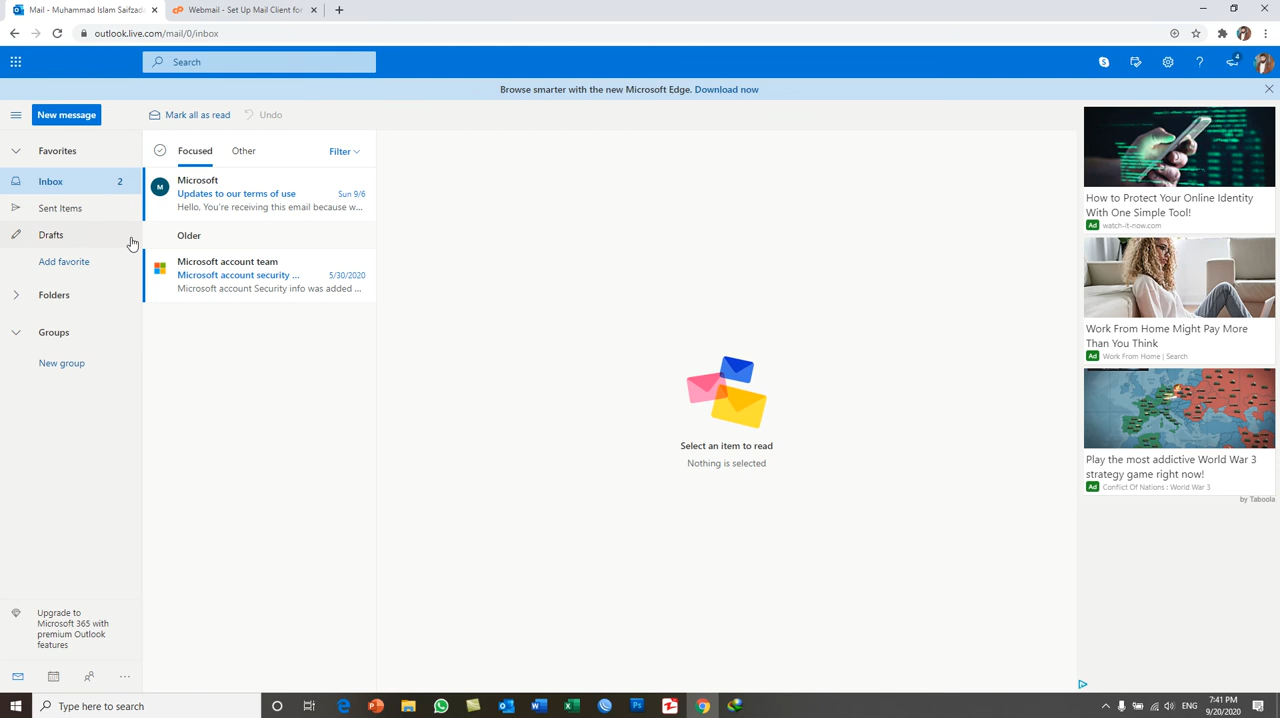 Mail - Muhammad Islam Saifzad
Webmail - Set Up Mail Client for
outlook.live.com/mail/0/inbox
Search
4
Browse smarter with the new Microsoft Edge. Download now
New message
Mark all as read
Undo
Favorites
Inbox 2
Sent Items
Drafts
Add favorite
Folders
Groups
New group
Focused
Other
Filter
M
Microsoft
Updates to our terms of use Sun 9/6
Hello, You're receiving this email because w...
Older
Microsoft account team
Microsoft account security ... 5/30/2020
Microsoft account Security info was added ...
Select an item to read
Nothing is selected
How to Protect Your Online Identity
With One Simple Tool!
Ad watch-it-now.com
Work From Home Might Pay More
Than You Think
Ad Work From Home | Search
Play the most addictive World War 3
strategy game right now!
Ad Conflict Of Nations : World War 3
by Taboola
Upgrade to
Microsoft 365 with
premium Outlook
features
Type here to search
7:41 PM
9/20/2020